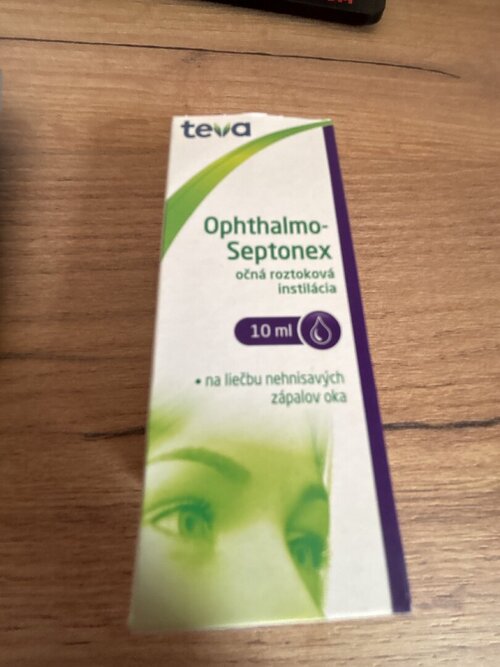 teva
Ophthalmo-
Septonex
očná roztoková
instilácia
10 ml
• na liečbu nehnisavých
zápalov oka